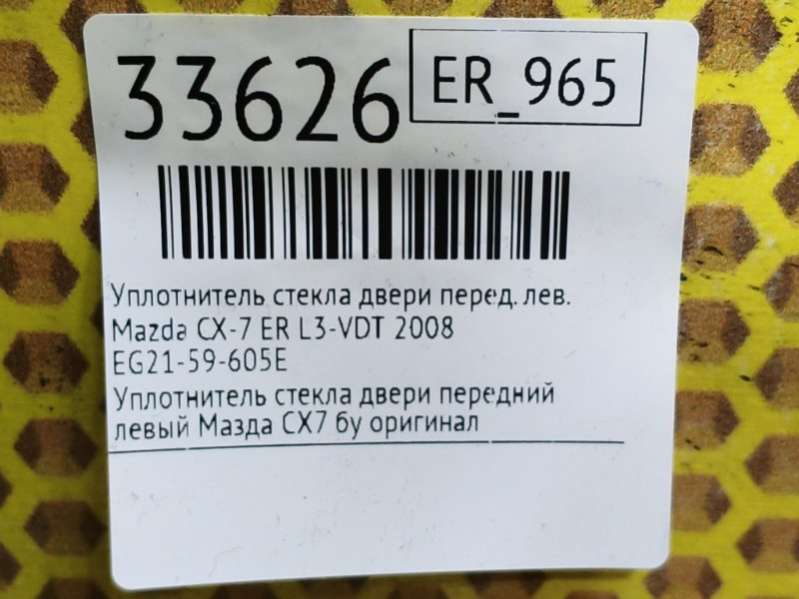 33626
ER_965
Уплотнитель стекла двери перед. лев.
Mazda CX-7 ER L3-VDT 2008
EG21-59-605E
Уплотнитель стекла двери передний
левый Мазда СХ7 бу оригинал